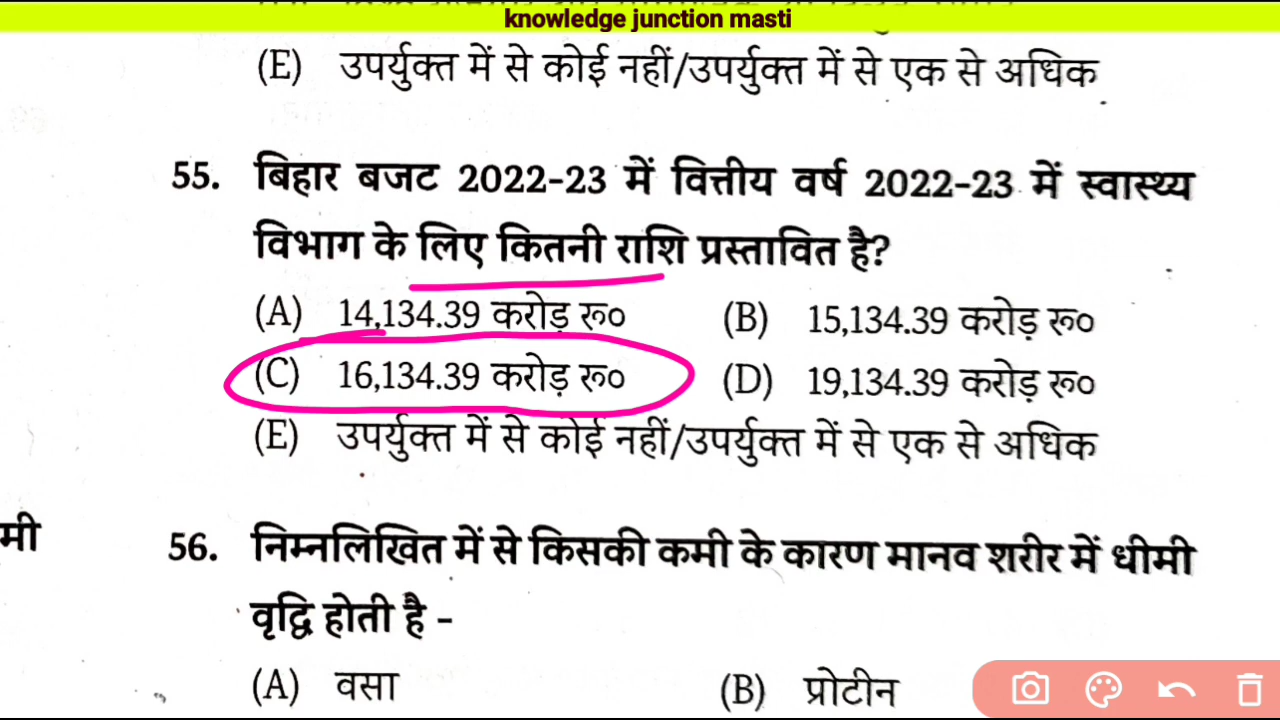 knowledge junction masti
(E) उपर्युक्त में से कोई नहीं/उपर्युक्त में से एक से अधिक
55. बिहार बजट 2022-23 में वित्तीय वर्ष 2022-23 में स्वास्थ्य
विभाग के लिए कितनी राशि प्रस्तावित है?
(A) 14,134.39 करोड़ रू० (B) 15,134.39 करोड़ रू०
(C) 16,134.39 करोड़ रू० (D) 19,134.39 करोड़ रू०
(E) उपर्युक्त में से कोई नहीं/उपर्युक्त में से एक से अधिक
मी
56. निम्नलिखित में से किसकी कमी के कारण मानव शरीर में धीमी
वृद्धि होती है -
(A) वसा (B) प्रोटीन